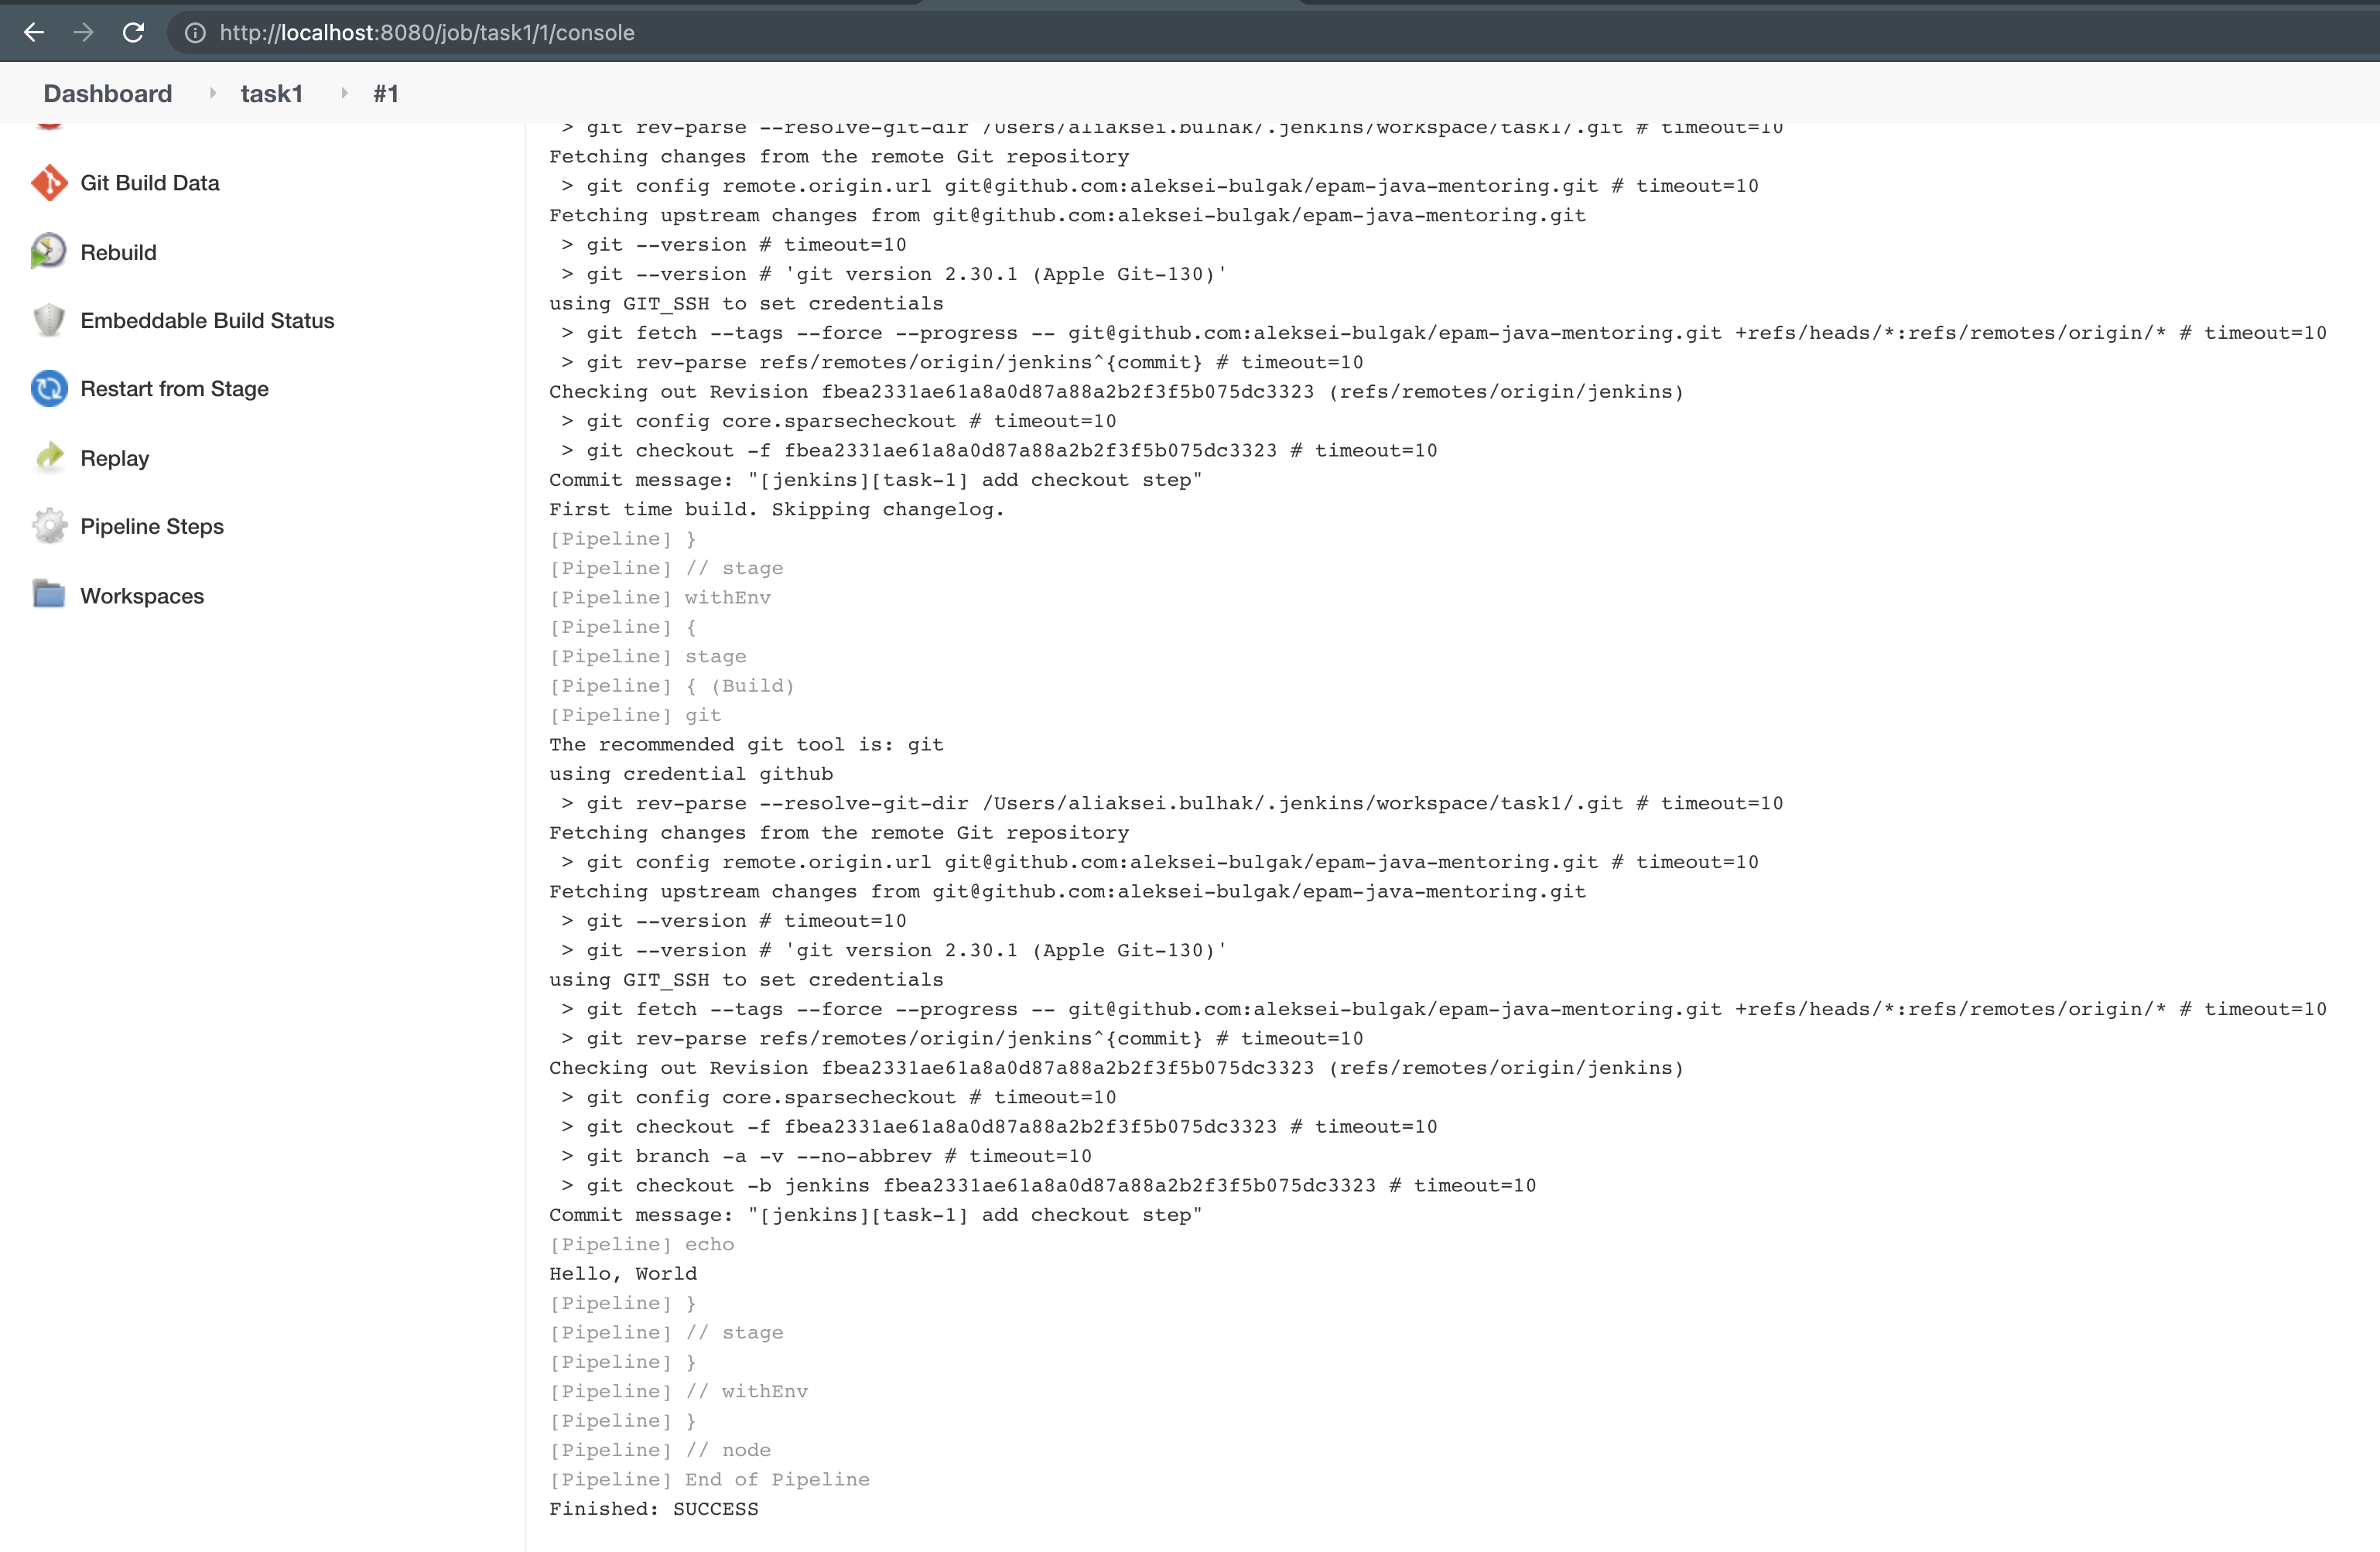 http://localhost:8080/job/task1/1/console
Dashboard task1 #1
Git Build Data
Rebuild
Embeddable Build Status
Restart from Stage
Replay
Pipeline Steps
Workspaces
> git rev-parse --resolve-git-dir /Users/aliaksei.bulhak/.jenkins/workspace/task1/.git # timeout=10
Fetching changes from the remote Git repository
> git config remote.origin.url git@github.com:aleksei-bulgak/epam-java-mentoring.git # timeout=10
Fetching upstream changes from git@github.com:aleksei-bulgak/epam-java-mentoring.git
> git --version # timeout=10
> git --version # 'git version 2.30.1 (Apple Git-130)'
using GIT_SSH to set credentials
> git fetch --tags --force --progress -- git@github.com:aleksei-bulgak/epam-java-mentoring.git +refs/heads/*:refs/remotes/origin/* # timeout=10
> git rev-parse refs/remotes/origin/jenkins^{commit} # timeout=10
Checking out Revision fbea2331ae61a8a0d87a88a2b2f3f5b075dc3323 (refs/remotes/origin/jenkins)
> git config core.sparsecheckout # timeout=10
> git checkout -f fbea2331ae61a8a0d87a88a2b2f3f5b075dc3323 # timeout=10
Commit message: "[jenkins][task-1] add checkout step"
First time build. Skipping changelog.
[Pipeline] }
[Pipeline] // stage
[Pipeline] withEnv
[Pipeline] {
[Pipeline] stage
[Pipeline] { (Build)
[Pipeline] git
The recommended git tool is: git
using credential github
> git rev-parse --resolve-git-dir /Users/aliaksei.bulhak/.jenkins/workspace/task1/.git # timeout=10
Fetching changes from the remote Git repository
> git config remote.origin.url git@github.com:aleksei-bulgak/epam-java-mentoring.git # timeout=10
Fetching upstream changes from git@github.com:aleksei-bulgak/epam-java-mentoring.git
> git --version # timeout=10
> git --version # 'git version 2.30.1 (Apple Git-130)'
using GIT_SSH to set credentials
> git fetch --tags --force --progress -- git@github.com:aleksei-bulgak/epam-java-mentoring.git +refs/heads/*:refs/remotes/origin/* # timeout=10
> git rev-parse refs/remotes/origin/jenkins^{commit} # timeout=10
Checking out Revision fbea2331ae61a8a0d87a88a2b2f3f5b075dc3323 (refs/remotes/origin/jenkins)
> git config core.sparsecheckout # timeout=10
> git checkout -f fbea2331ae61a8a0d87a88a2b2f3f5b075dc3323 # timeout=10
> git branch -a -v --no-abbrev # timeout=10
> git checkout -b jenkins fbea2331ae61a8a0d87a88a2b2f3f5b075dc3323 # timeout=10
Commit message: "[jenkins][task-1] add checkout step"
[Pipeline] echo
Hello, World
[Pipeline] }
[Pipeline] // stage
[Pipeline] }
[Pipeline] // withEnv
[Pipeline] }
[Pipeline] // node
[Pipeline] End of Pipeline
Finished: SUCCESS